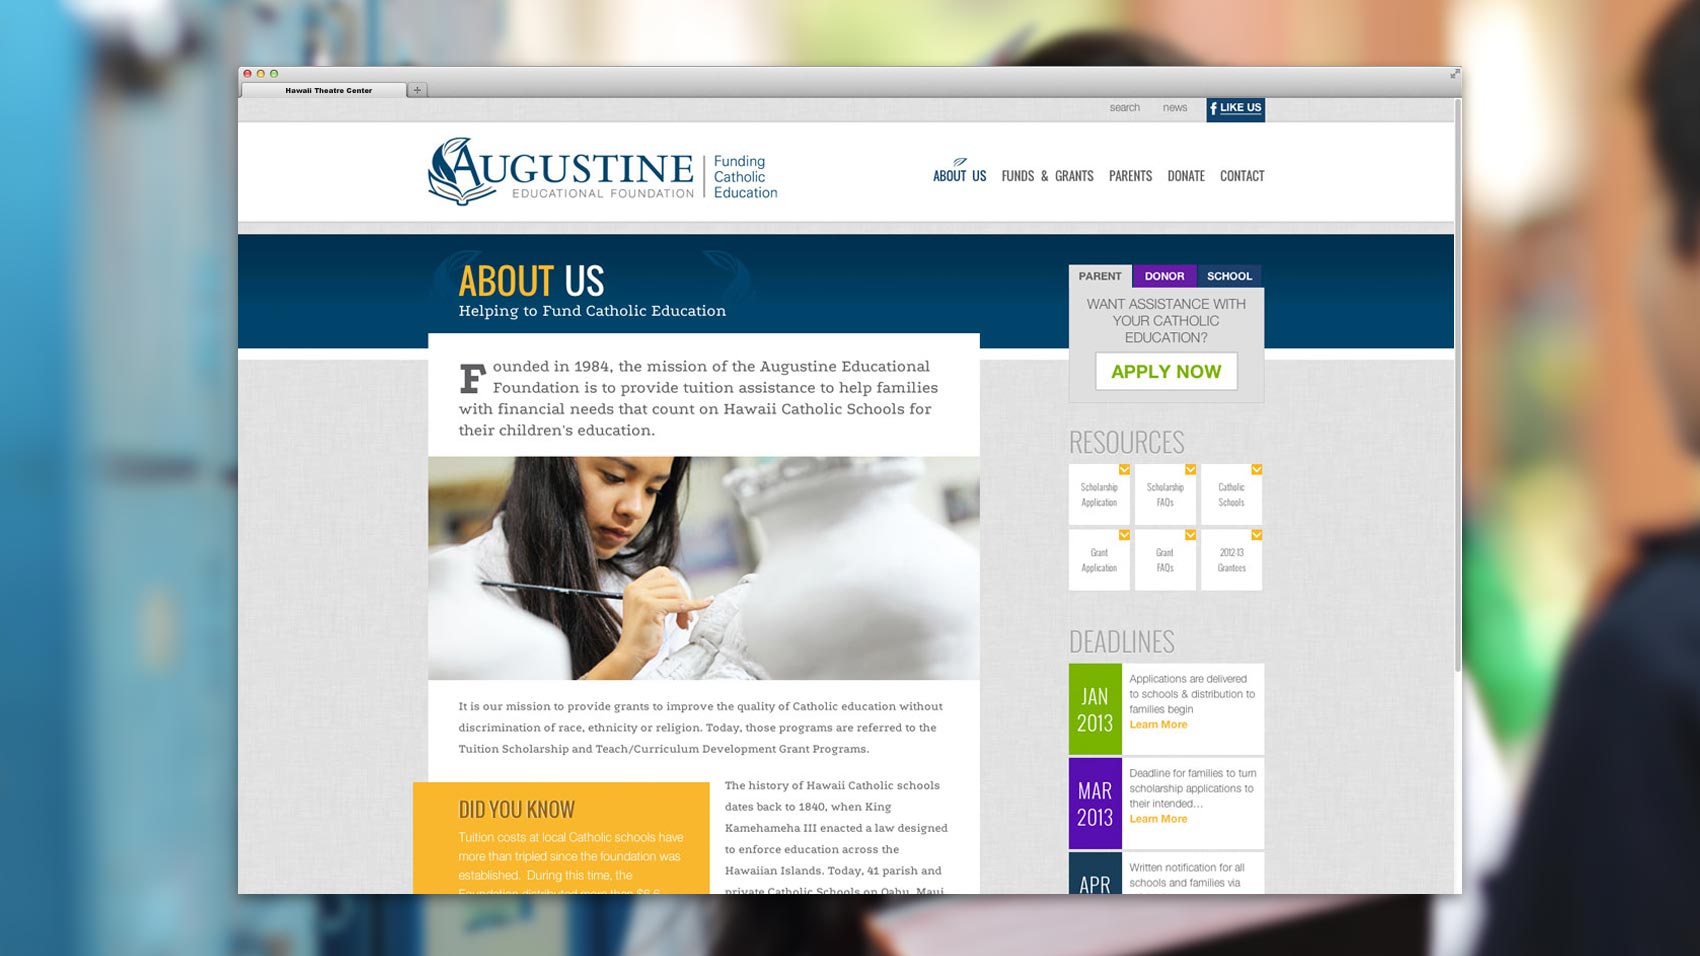 Hawaii Theatre Center
search news LIKE US
AUGUSTINE
EDUCATIONAL FOUNDATION
Funding
Catholic
Education
ABOUT US FUNDS & GRANTS PARENTS DONATE CONTACT
ABOUT US
Helping to Fund Catholic Education
Founded in 1984, the mission of the Augustine Educational
Foundation is to provide tuition assistance to help families
with financial needs that count on Hawaii Catholic Schools for
their children's education.
It is our mission to provide grants to improve the quality of Catholic education without
discrimination of race, ethnicity or religion. Today, those programs are referred to the
Tuition Scholarship and Teach/Curriculum Development Grant Programs.
DID YOU KNOW
Tuition costs at local Catholic schools have
more than tripled since the foundation was
established. During this time, the
Foundation distributed more than $6.6
The history of Hawaii Catholic schools
dates back to 1840, when King
Kamehameha III enacted a law designed
to enforce education across the
Hawaiian Islands. Today, 41 parish and
private Catholic Schools on Oahu, Maui,
PARENT DONOR SCHOOL
WANT ASSISTANCE WITH
YOUR CATHOLIC
EDUCATION?
APPLY NOW
RESOURCES
Scholarship
Application
Scholarship
FAQs
Catholic
Schools
Grant
Application
Grant
FAQs
2012-13
Grantees
DEADLINES
JAN
2013
Applications are delivered
to schools & distribution to
families begin
Learn More
MAR
2013
Deadline for families to turn
scholarship applications to
their intended...
Learn More
APR
Written notification for all
schools and families via